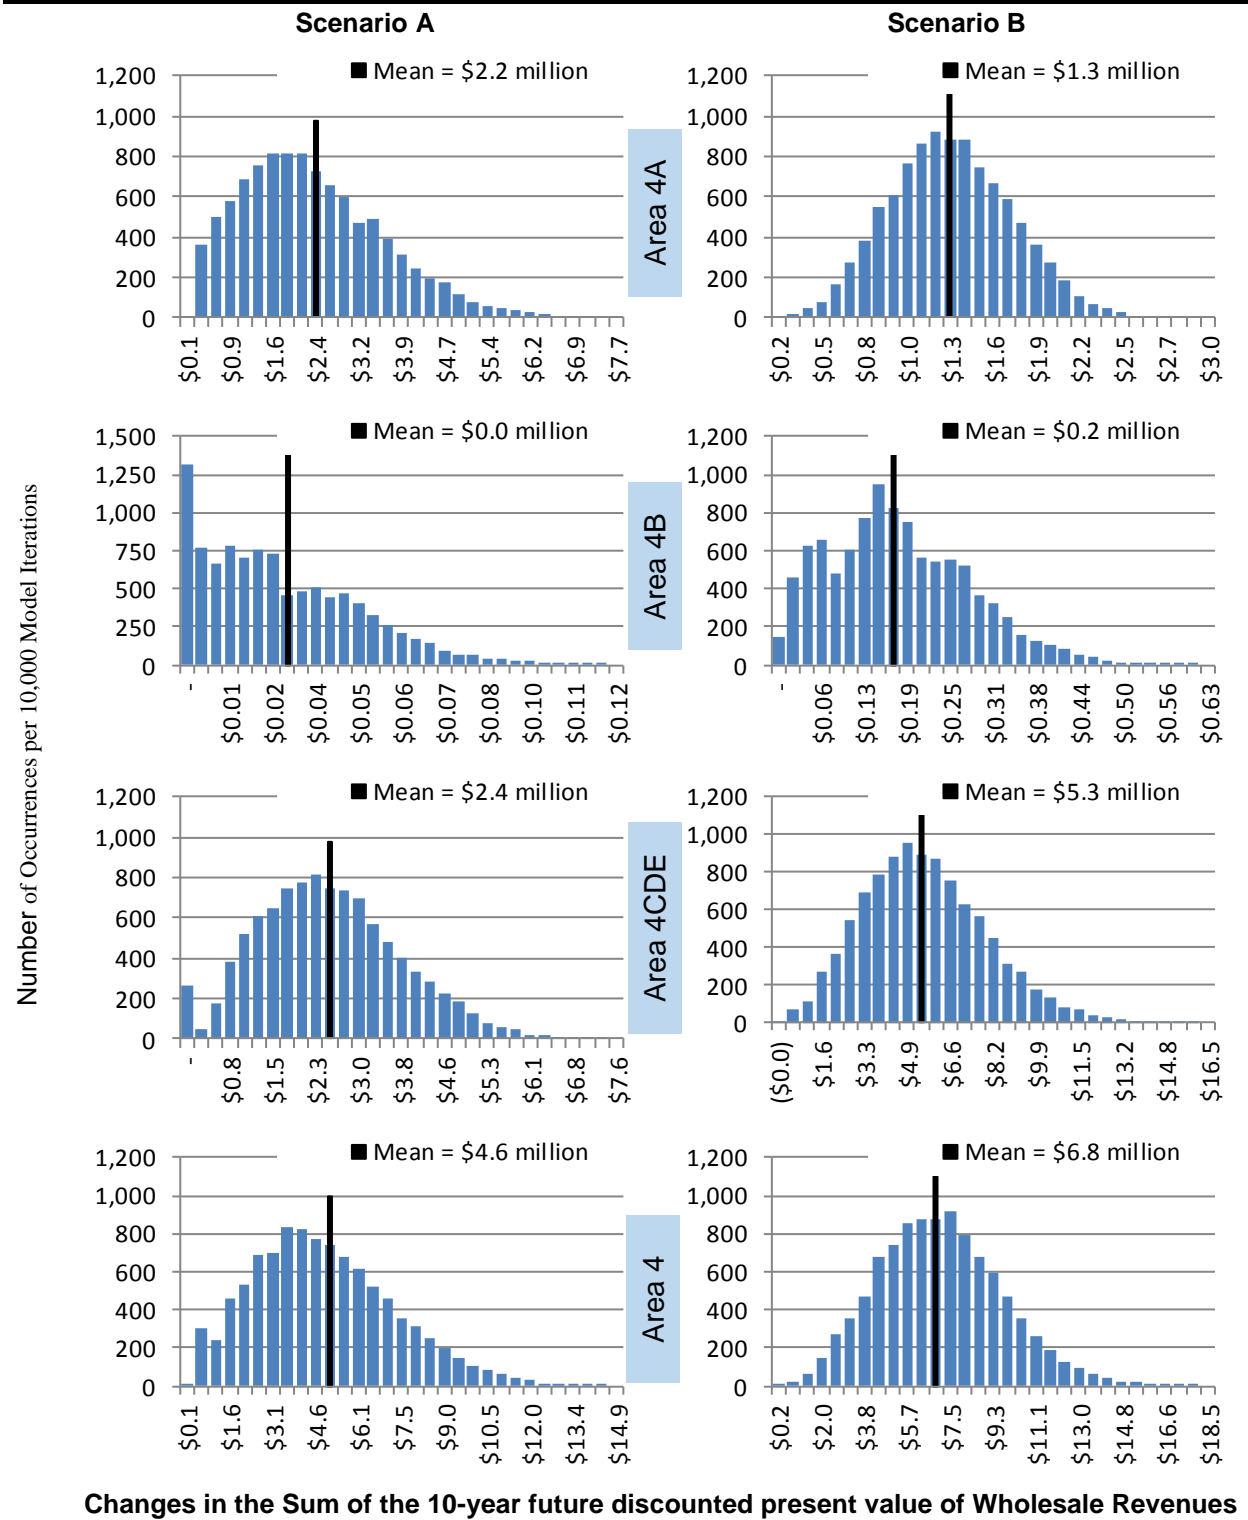 Scenario A
Scenario B
Number of Occurrences per 10,000 Model Iterations
Mean = $2.2 million
1,200
1,000
800
600
400
200
0
$0.1 $0.9 $1.6 $2.4 $3.2 $3.9 $4.7 $5.4 $6.2 $6.9 $7.7
Area 4A
Mean = $1.3 million
1,200
1,000
800
600
400
200
0
$0.2 $0.5 $0.8 $1.0 $1.3 $1.6 $1.9 $2.2 $2.5 $2.7 $3.0
Mean = $0.0 million
1,500
1,250
1,000
750
500
250
0
- $0.01 $0.02 $0.04 $0.05 $0.06 $0.07 $0.08 $0.10 $0.11 $0.12
Area 4B
Mean = $0.2 million
1,200
1,000
800
600
400
200
0
- $0.06 $0.13 $0.19 $0.25 $0.31 $0.38 $0.44 $0.50 $0.56 $0.63
Mean = $2.4 million
1,200
1,000
800
600
400
200
0
- $0.8 $1.5 $2.3 $3.0 $3.8 $4.6 $5.3 $6.1 $6.8 $7.6
Area 4CDE
Mean = $5.3 million
1,200
1,000
800
600
400
200
0
($0.0) $1.6 $3.3 $4.9 $6.6 $8.2 $9.9 $11.5 $13.2 $14.8 $16.5
Mean = $4.6 million
1,200
1,000
800
600
400
200
0
$0.1 $1.6 $3.1 $4.6 $6.1 $7.5 $9.0 $10.5 $12.0 $13.4 $14.9
Area 4
Mean = $6.8 million
1,200
1,000
800
600
400
200
0
$0.2 $2.0 $3.8 $5.7 $7.5 $9.3 $11.1 $13.0 $14.8 $16.6 $18.5
Changes in the Sum of the 10-year future discounted present value of Wholesale Revenues